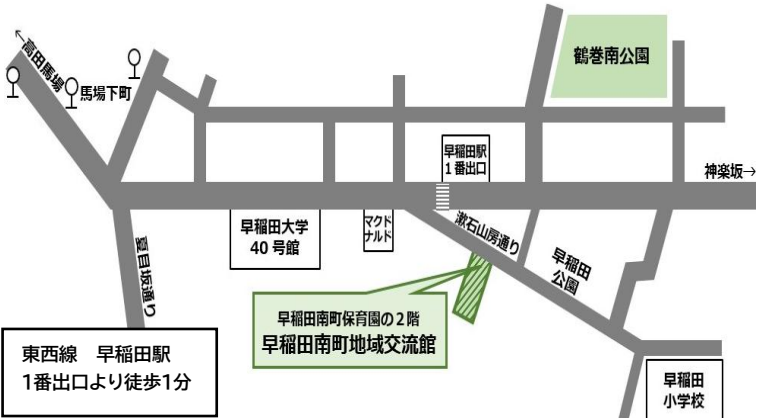 ↖高田馬場
馬場下町
鶴巻南公園
早稲田駅
1番出口
神楽坂→
早稲田大学
40号館
マクド
ナルド
漱石山房通り
早稲田
公園
夏目坂通り
早稲田南町保育園の2階
早稲田南町地域交流館
東西線　早稲田駅
1番出口より徒歩1分
早稲田
小学校